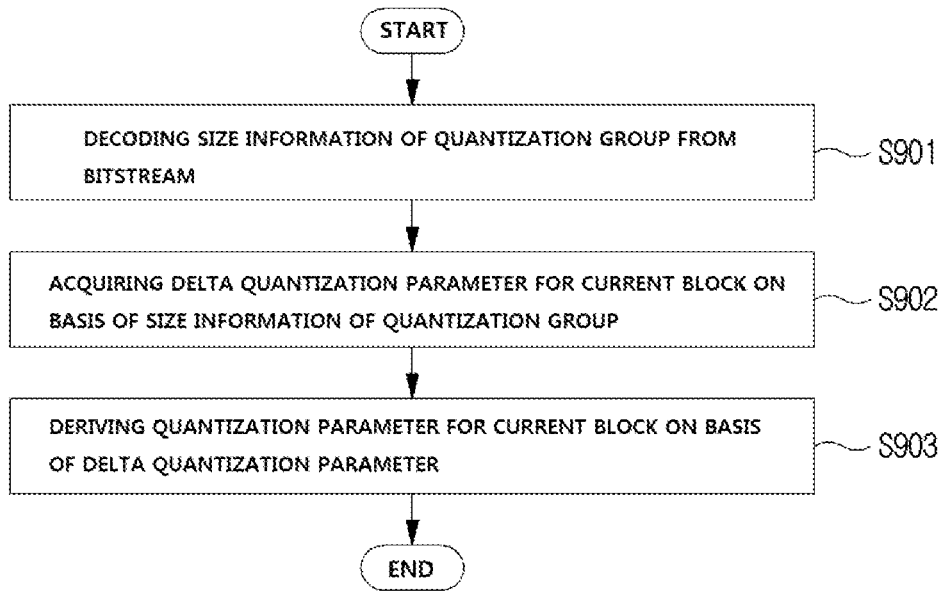 START
DECODING SIZE INFORMATION OF QUANTIZATION GROUP FROM
BITSTREAM
S901
ACQUIRING DELTA QUANTIZATION PARAMETER FOR CURRENT BLOCK ON
BASIS OF SIZE INFORMATION OF QUANTIZATION GROUP
S902
DERIVING QUANTIZATION PARAMETER FOR CURRENT BLOCK ON BASIS
OF DELTA QUANTIZATION PARAMETER
S903
END